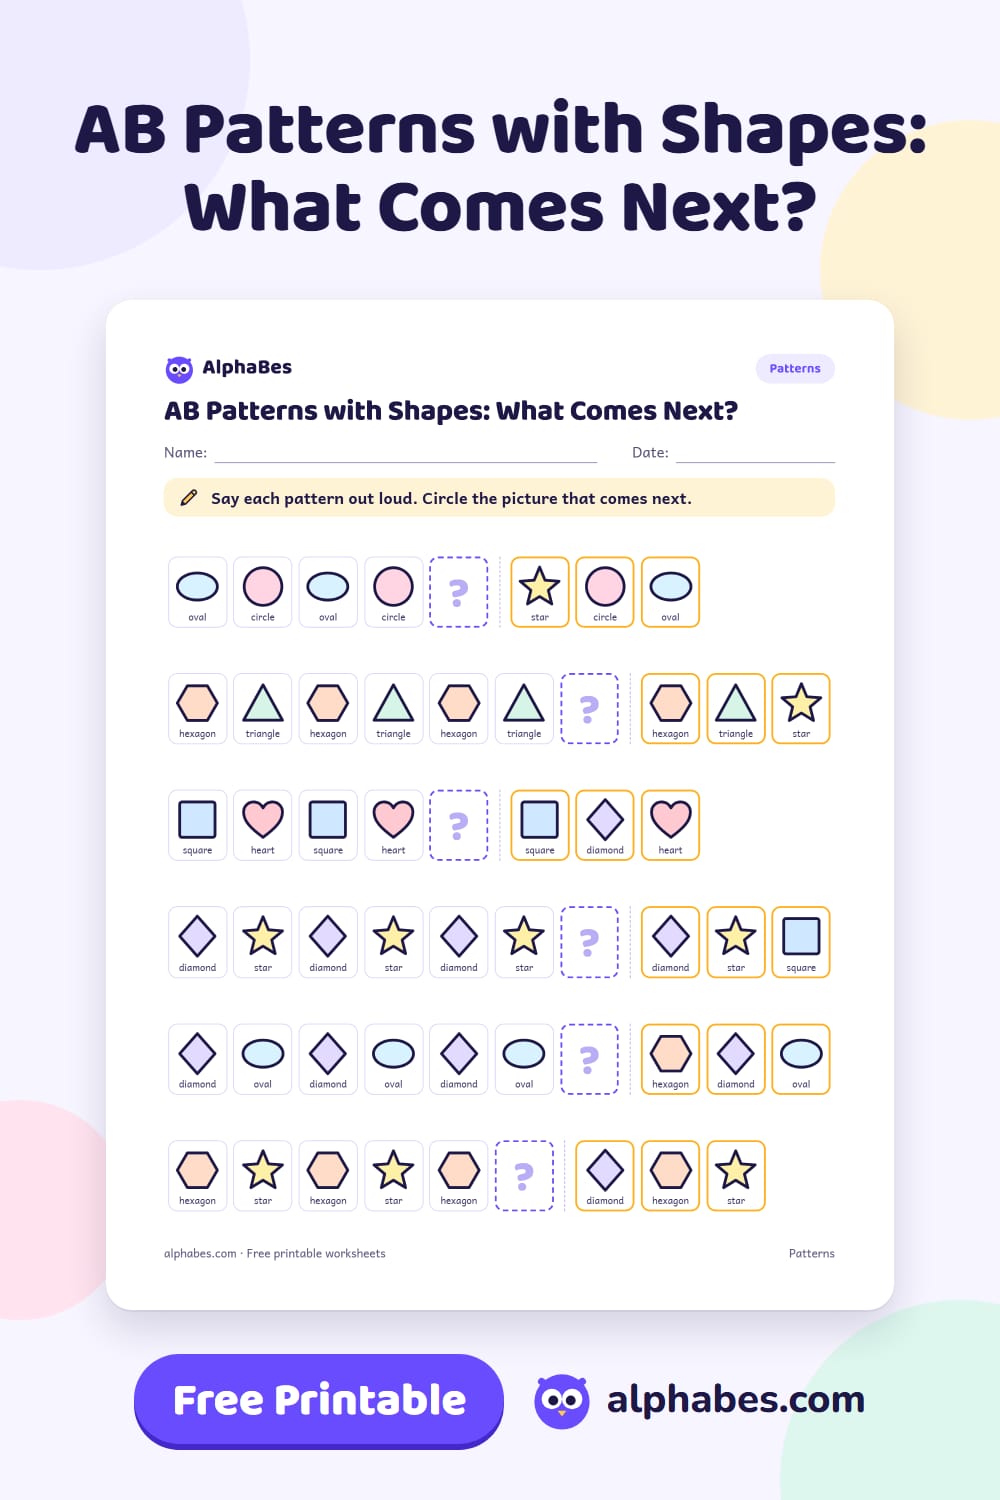 AB Patterns with Shapes:
What Comes Next?
AlphaBes
Patterns
AB Patterns with Shapes: What Comes Next?
Name: Date:
Say each pattern out loud. Circle the picture that comes next.
oval circle oval circle ? star circle oval
hexagon triangle hexagon triangle hexagon triangle ? hexagon triangle star
square heart square heart ? square diamond heart
diamond star diamond star diamond star ? diamond star square
diamond oval diamond oval diamond oval ? hexagon diamond oval
hexagon star hexagon star hexagon ? diamond hexagon star
alphabes.com · Free printable worksheets Patterns
Free Printable alphabes.com